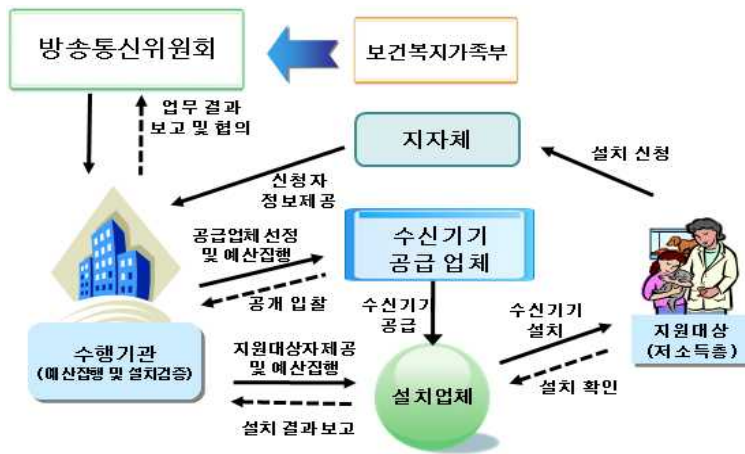 방송통신위원회
보건복지가족부
업무 결과
보고 및 협의
지자체
설치 신청
신청자
정보제공
공급업체 선정
및 예산집행
수신기기
공급 업체
공개 입찰
수신기기
공급
수신기기
설치
지원대상
(저소득층)
수행기관
(예산집행 및 설치검증)
지원대상자제공
및 예산집행
설치업체
설치 확인
설치 결과 보고